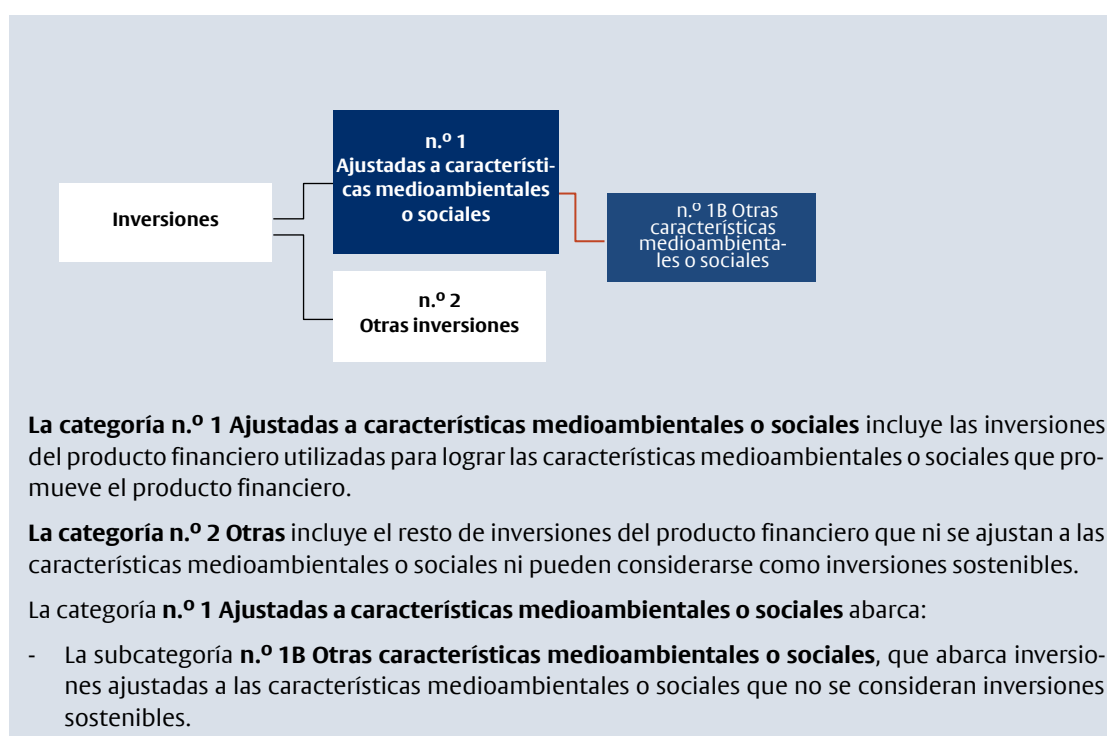 n.º 1
Ajustadas a característi-
cas medioambientales
o sociales
Inversiones
n.º 1B Otras
características
medioambienta-
les o sociales
n.º 2
Otras inversiones
La categoría n.º 1 Ajustadas a características medioambientales o sociales incluye las inversiones
del producto financiero utilizadas para lograr las características medioambientales o sociales que pro-
mueve el producto financiero.
La categoría n.º 2 Otras incluye el resto de inversiones del producto financiero que ni se ajustan a las
características medioambientales o sociales ni pueden considerarse como inversiones sostenibles.
La categoría n.º 1 Ajustadas a características medioambientales o sociales abarca:
- La subcategoría n.º 1B Otras características medioambientales o sociales, que abarca inversio-
nes ajustadas a las características medioambientales o sociales que no se consideran inversiones
sostenibles.